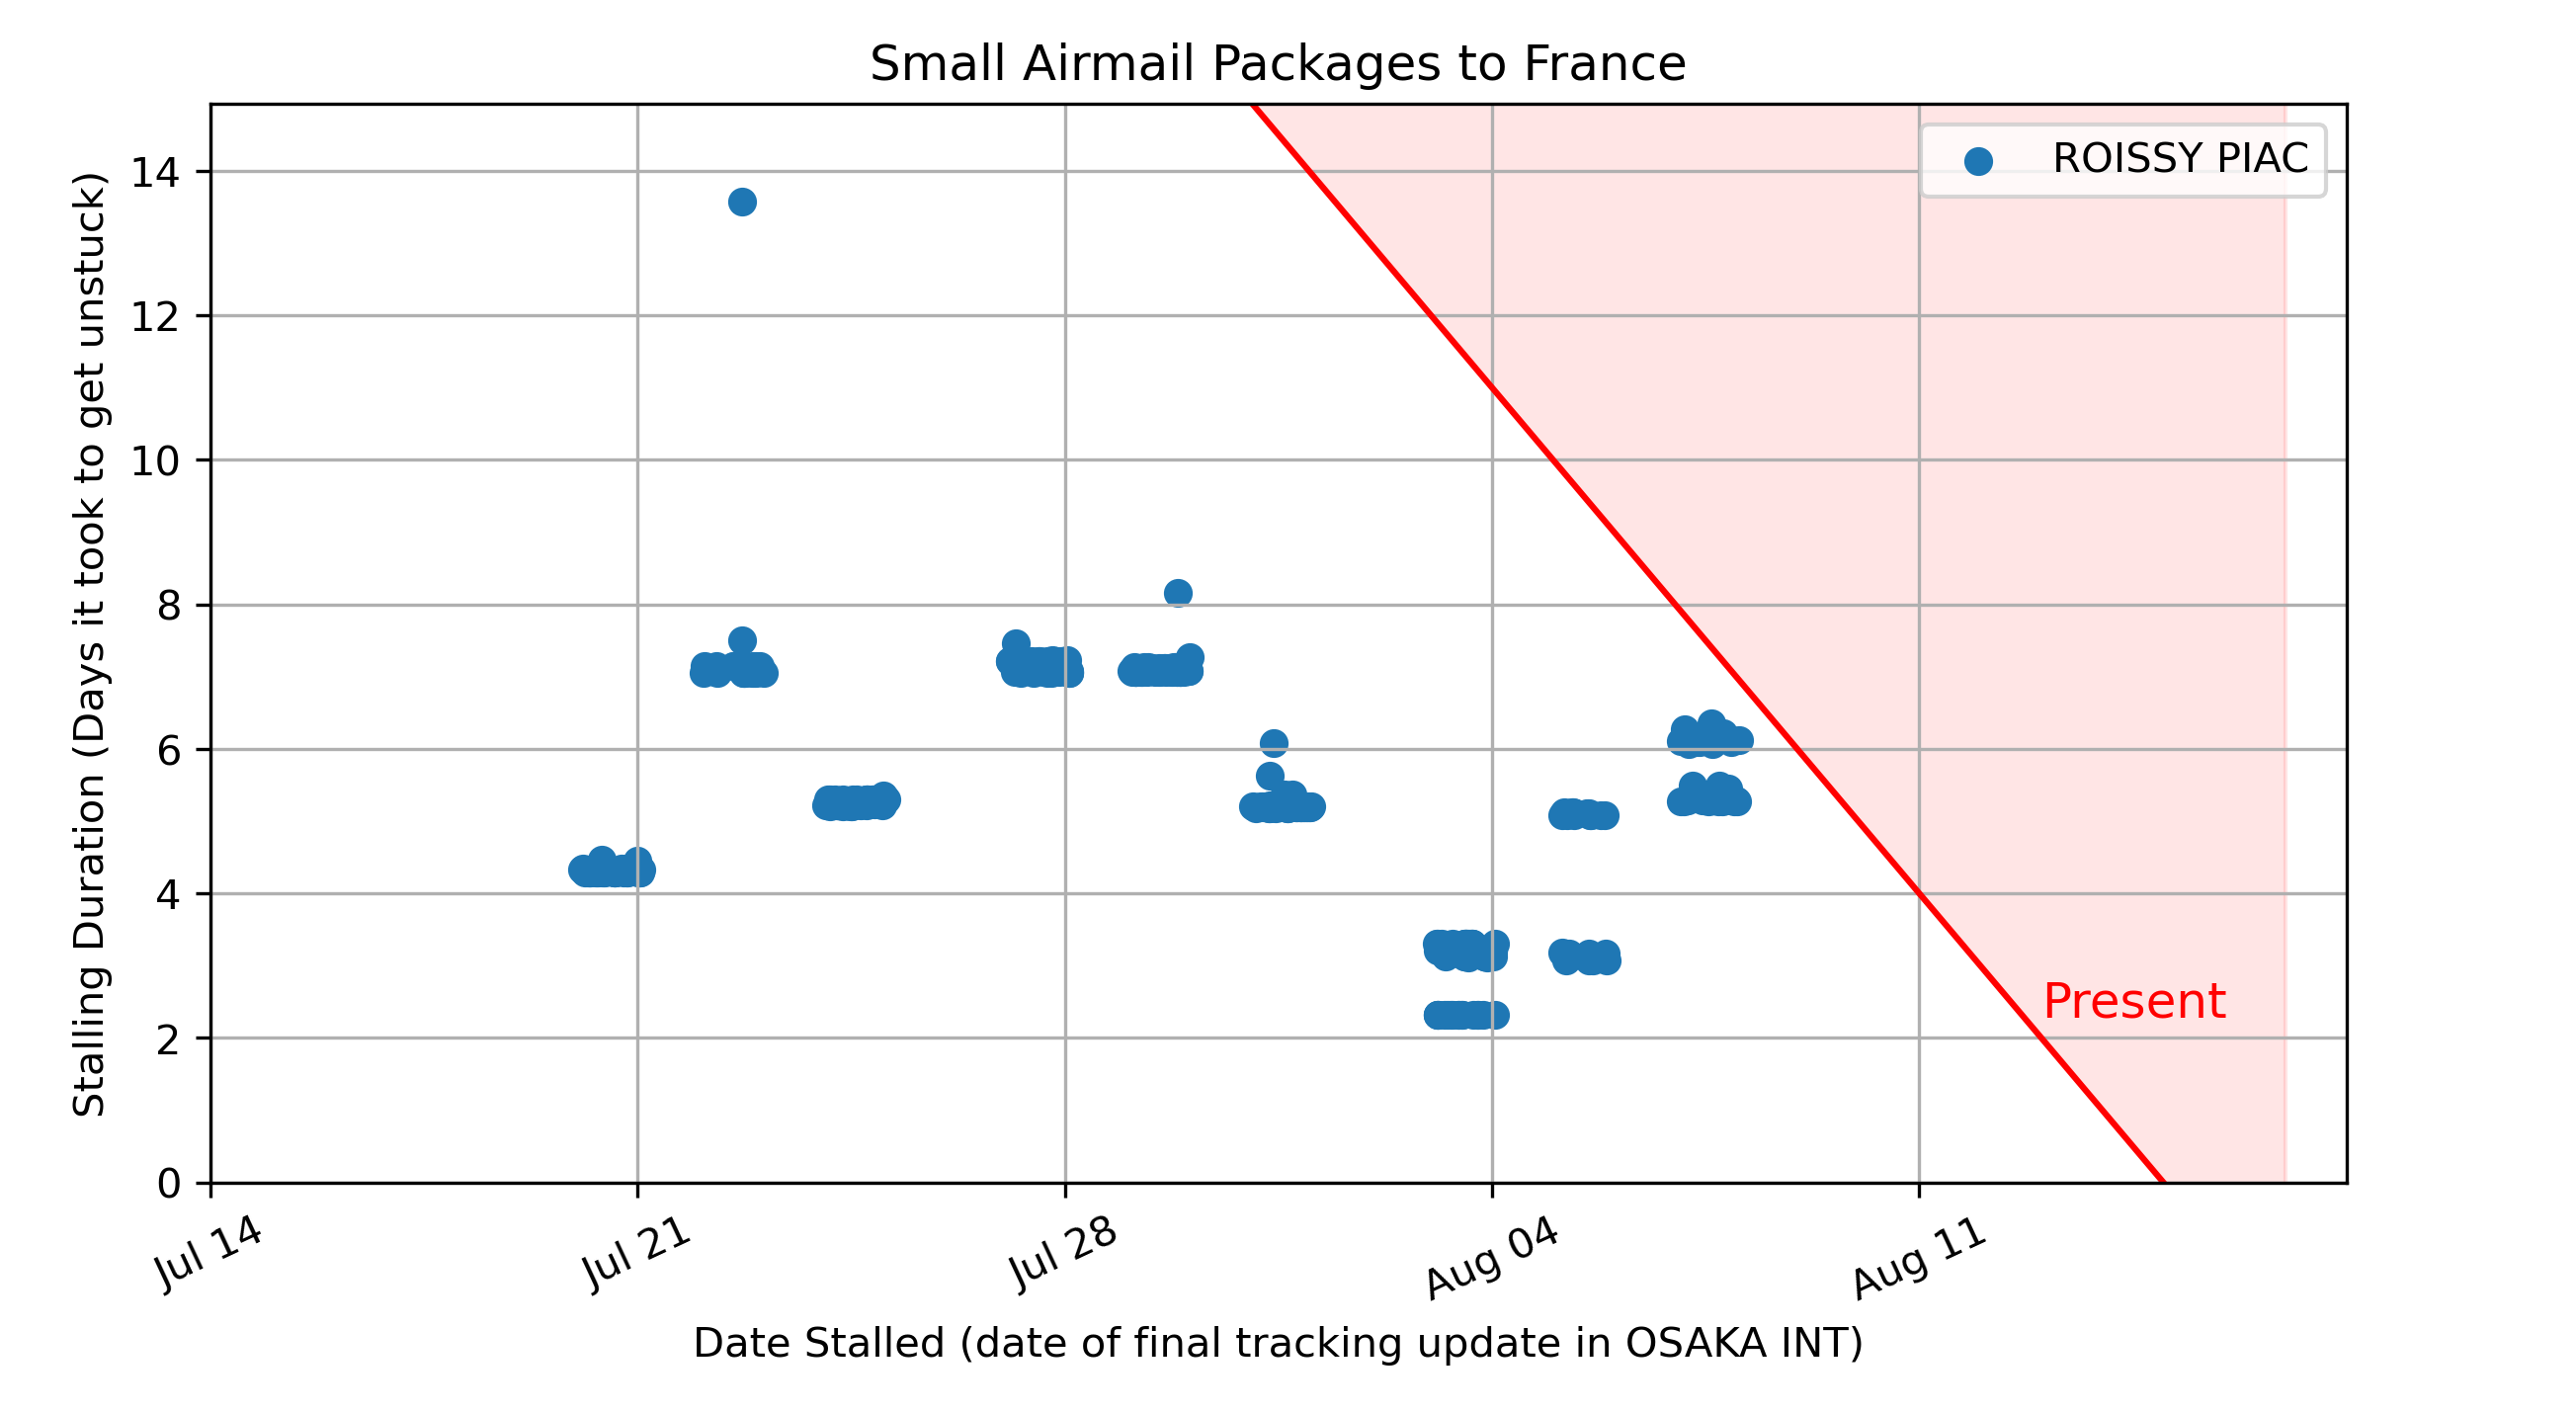 Small Airmail Packages to France
Stalling Duration (Days it took to get unstuck)
14
12
10
8
6
4
2
0
ROISSY PIAC
Present
Jul 14
Jul 21
Jul 28
Aug 04
Aug 11
Date Stalled (date of final tracking update in OSAKA INT)